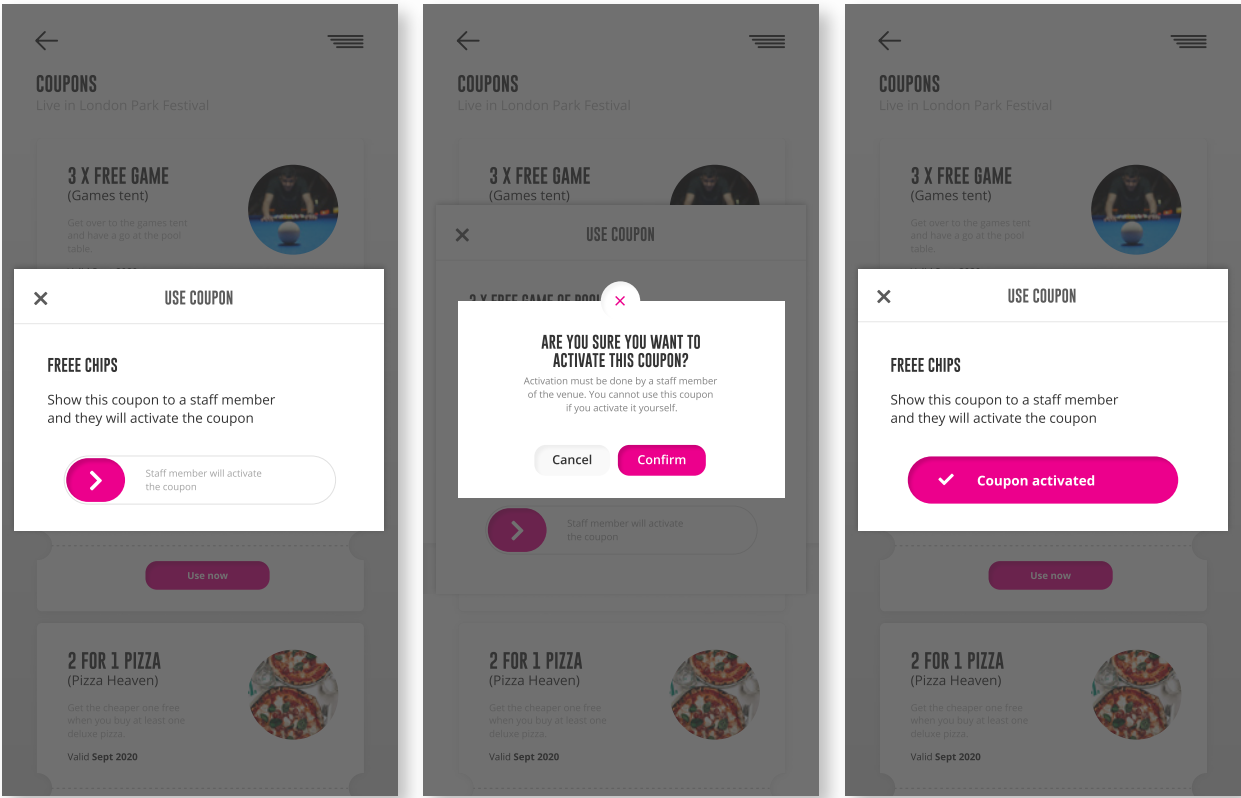 COUPONS
Live in London Park Festival
3 X FREE GAME
(Games tent)
Get over to the games tent
and have a go at the pool
table.
USE COUPON
FREEE CHIPS
Show this coupon to a staff member
and they will activate the coupon
Staff member will activate
the coupon
Use now
2 FOR 1 PIZZA
(Pizza Heaven)
Get the cheaper one free
when you buy at least one
deluxe pizza.
Valid Sept 2020
COUPONS
Live in London Park Festival
3 X FREE GAME
(Games tent)
USE COUPON
3 X FREE GAME OF POOL
ARE YOU SURE YOU WANT TO
ACTIVATE THIS COUPON?
Activation must be done by a staff member
of the venue. You cannot use this coupon
if you activate it yourself.
Cancel
Confirm
Staff member will activate
the coupon
2 FOR 1 PIZZA
(Pizza Heaven)
Get the cheaper one free
when you buy at least one
deluxe pizza.
Valid Sept 2020
COUPONS
Live in London Park Festival
3 X FREE GAME
(Games tent)
Get over to the games tent
and have a go at the pool
table.
USE COUPON
FREEE CHIPS
Show this coupon to a staff member
and they will activate the coupon
Coupon activated
Use now
2 FOR 1 PIZZA
(Pizza Heaven)
Get the cheaper one free
when you buy at least one
deluxe pizza.
Valid Sept 2020